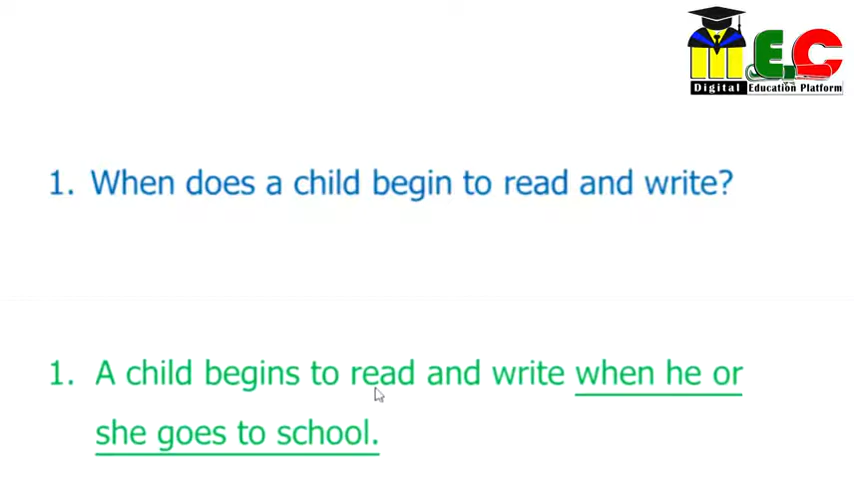 MEC
Digital Education Platform
1. When does a child begin to read and write?
1. A child begins to read and write when he or
she goes to school.